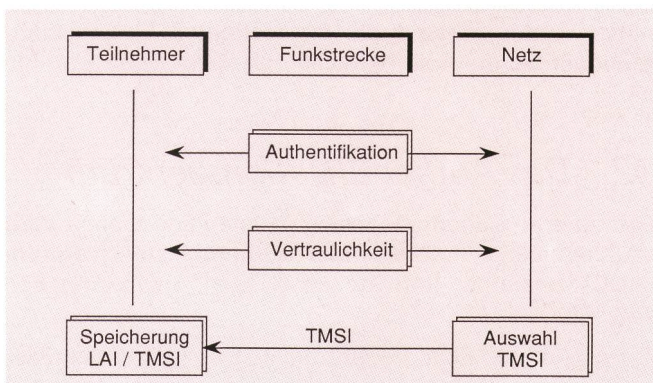 Teilnehmer Funkstrecke Netz
Authentifikation
Vertraulichkeit
Speicherung
LAI / TMSI
TMSI
Auswahl
TMSI